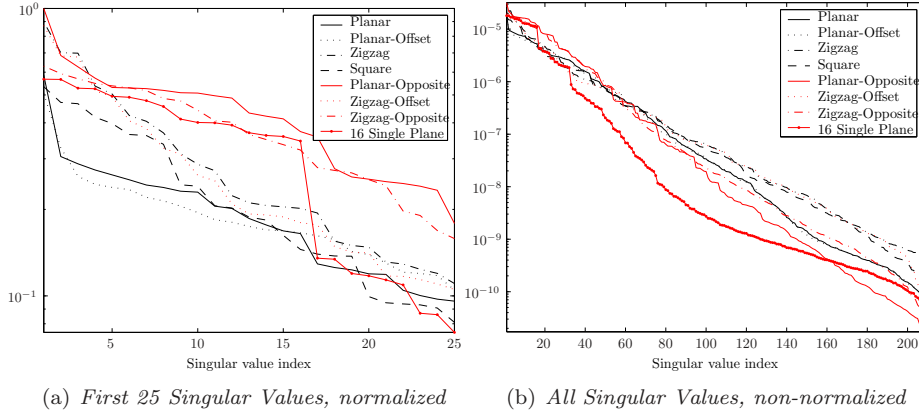 10^0
10^{-1}
5
10
15
20
25
Singular value index
Planar
Planar-Offset
Zigzag
Square
Planar-Opposite
Zigzag-Offset
Zigzag-Opposite
16 Single Plane
(a) First 25 Singular Values, normalized
10^{-5}
10^{-6}
10^{-7}
10^{-8}
10^{-9}
10^{-10}
20
40
60
80
100
120
140
160
180
200
Singular value index
Planar
Planar-Offset
Zigzag
Square
Planar-Opposite
Zigzag-Offset
Zigzag-Opposite
16 Single Plane
(b) All Singular Values, non-normalized